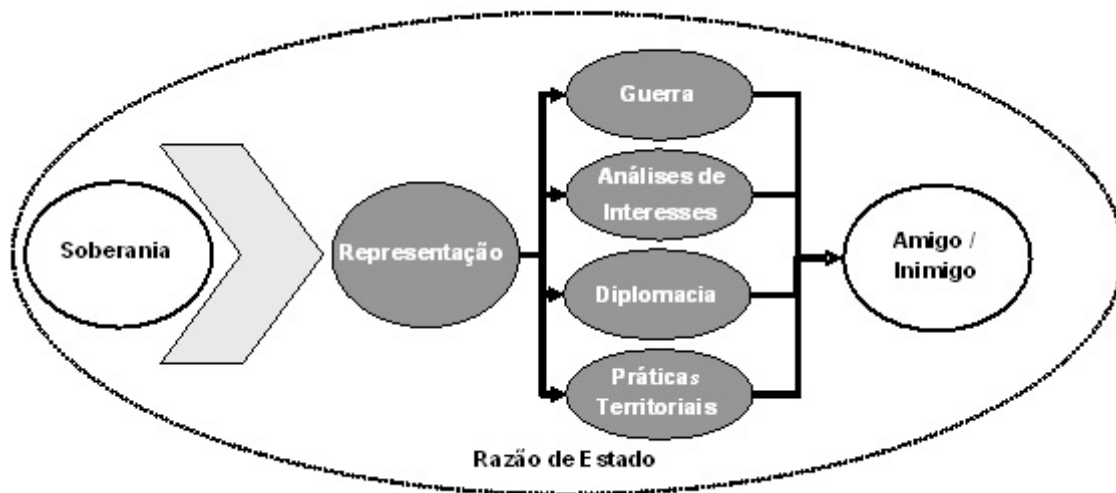 Soberania
Representação
Guerra
Análises de
Interesses
Diplomacia
Práticas
Territoriais
Amigo /
Inimigo
Razão de Estado